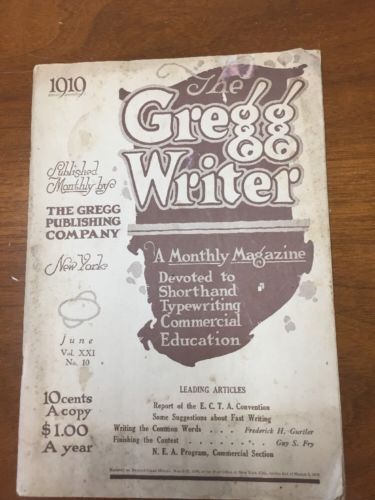 1919
The
Gregg
Writer
Published
Monthly by
THE GREGG
PUBLISHING
COMPANY
New York
June
Vol. XXI
No. 10
10 cents
A copy
$1.00
A year
A Monthly Magazine
Devoted to
Shorthand
Typewriting
Commercial
Education
LEADING ARTICLES
Report of the E. C. T. A. Convention
Some Suggestions about Fast Writing
Writing the Common Words . . . Frederick H. Gurtler
Finishing the Contest . . . . . . . Guy S. Fry
N. E. A. Program, Commercial Section